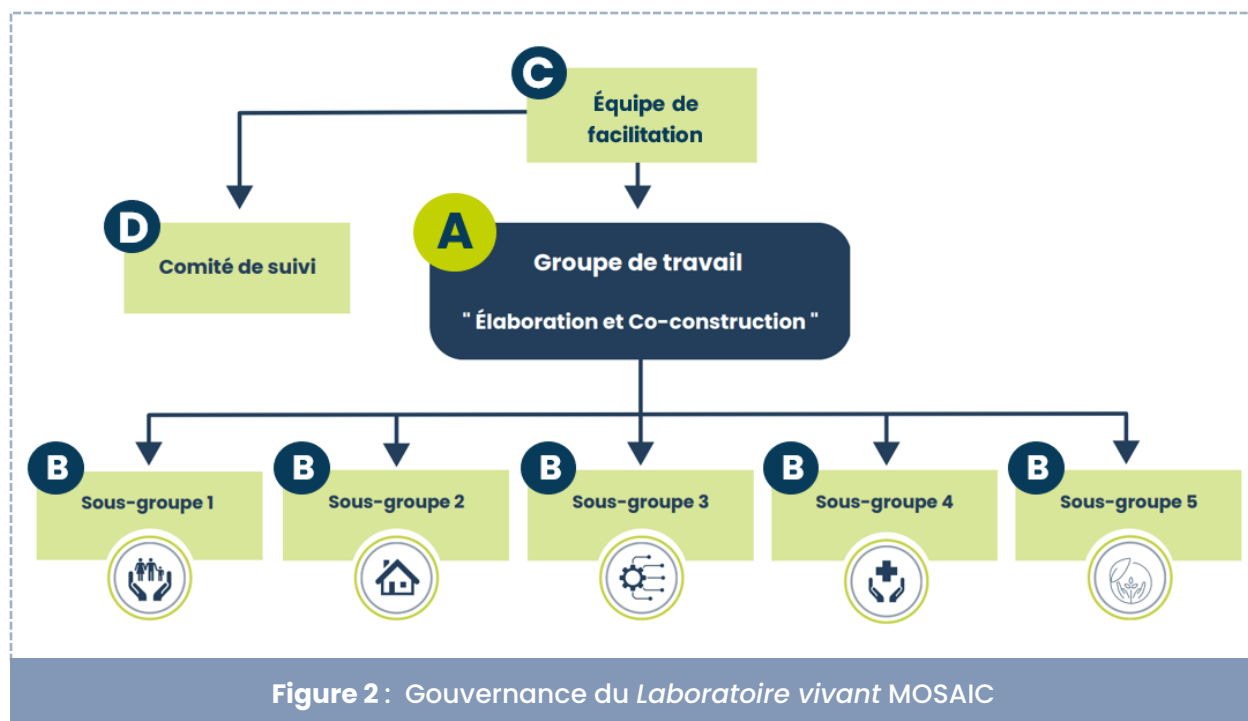 C
Équipe de
facilitation
D
Comité de suivi
A
Groupe de travail
" Élaboration et Co-construction "
B
Sous-groupe 1
B
Sous-groupe 2
B
Sous-groupe 3
B
Sous-groupe 4
B
Sous-groupe 5
Figure 2 : Gouvernance du Laboratoire vivant MOSAIC